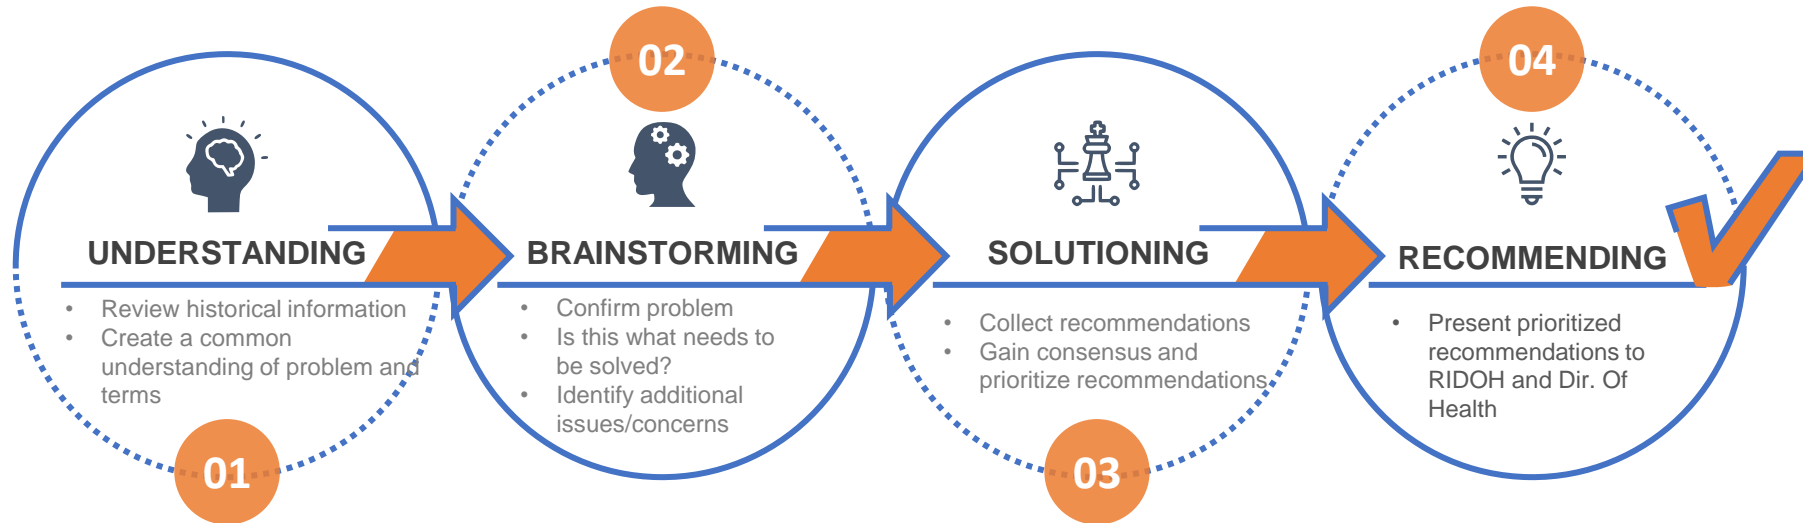 01
UNDERSTANDING
• Review historical information
• Create a common
understanding of problem and
terms
02
BRAINSTORMING
• Confirm problem
• Is this what needs to
be solved?
• Identify additional
issues/concerns
03
SOLUTIONING
• Collect recommendations
• Gain consensus and
prioritize recommendations
04
RECOMMENDING
• Present prioritized
recommendations to
RIDOH and Dir. Of
Health